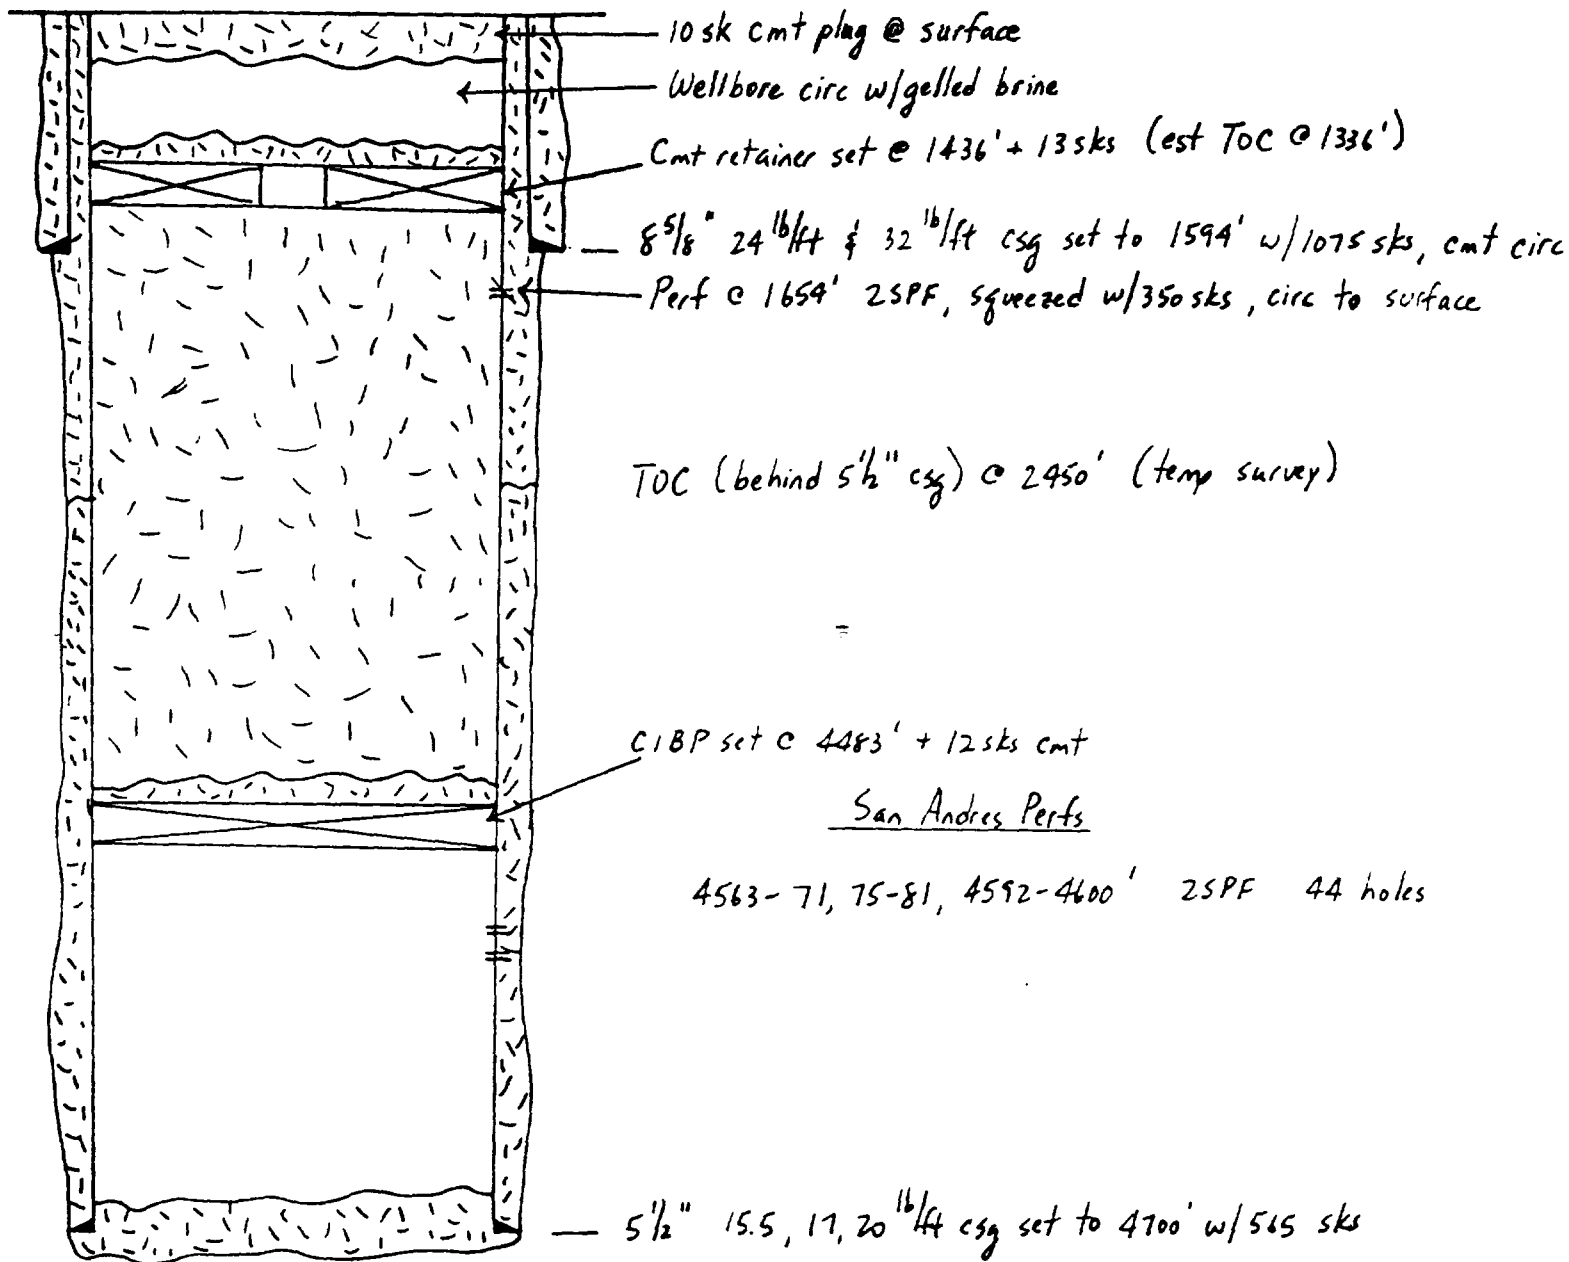 10 sk cmt plug @ surface
Wellbore circ w/gelled brine
Cmt retainer set @ 1436' + 13 sks (est TOC @ 1336')
8 5/8" 24 lb/ft & 32 lb/ft csg set to 1594' w/1075 sks, cmt circ
Perf @ 1654' 2SPF, squeezed w/350 sks, circ to surface
TOC (behind 5 1/2" csg) @ 2450' (temp survey)
CIBP set @ 4483' + 12 sks cmt
San Andres Perfs
4563-71, 75-81, 4592-4600' 2SPF 44 holes
5 1/2" 15.5, 17, 20 lb/ft csg set to 4700' w/565 sks